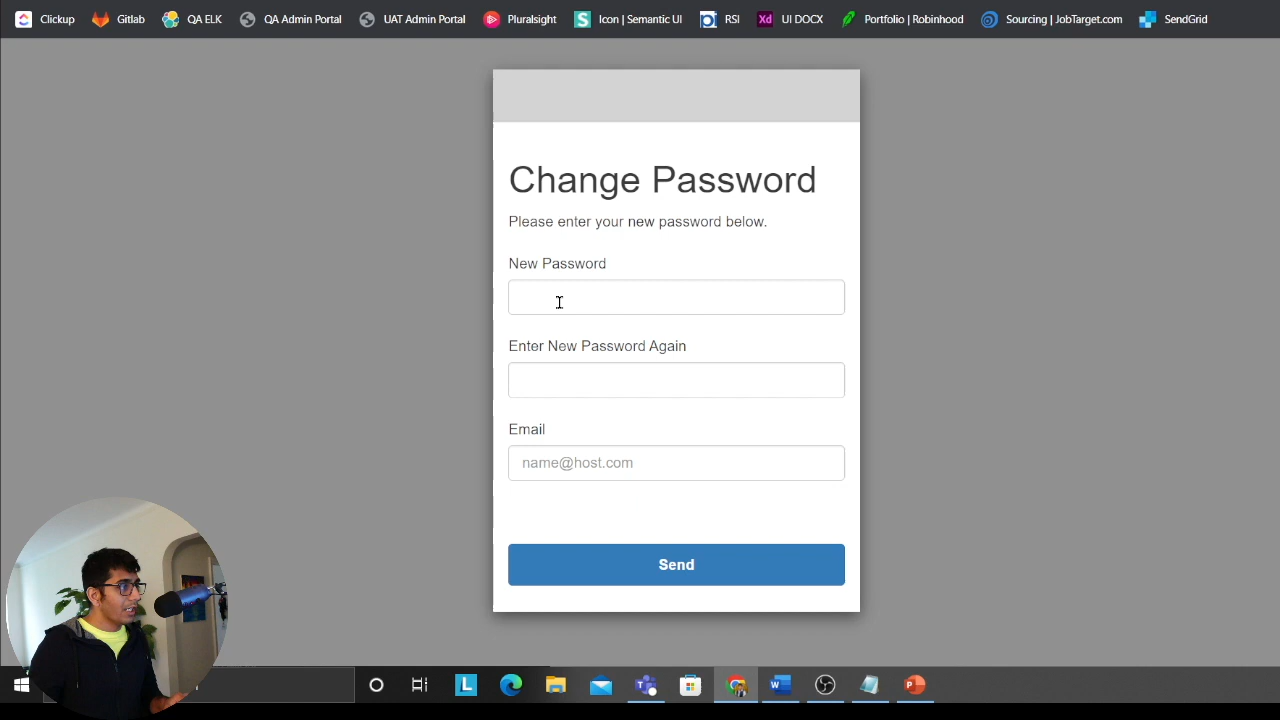 Clickup Gitlab QA ELK QA Admin Portal UAT Admin Portal Pluralsight S Icon | Semantic UI RSI Xd UI DOCX Portfolio | Robinhood Sourcing | JobTarget.com SendGrid
Change Password
Please enter your new password below.
New Password
Enter New Password Again
Email
name@host.com
Send